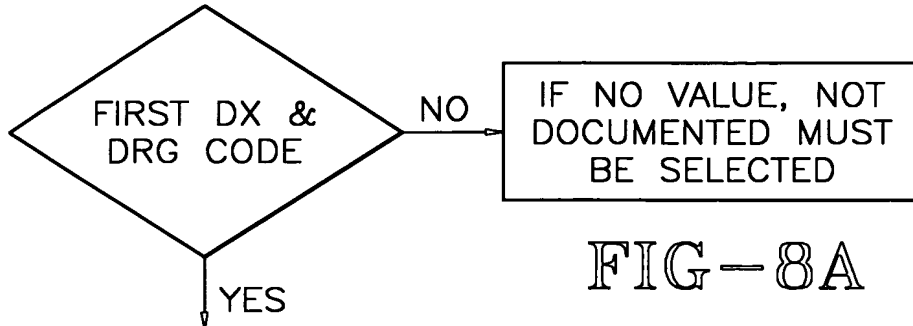 FIRST DX &
DRG CODE
NO
IF NO VALUE, NOT
DOCUMENTED MUST
BE SELECTED
YES
FIG-8A